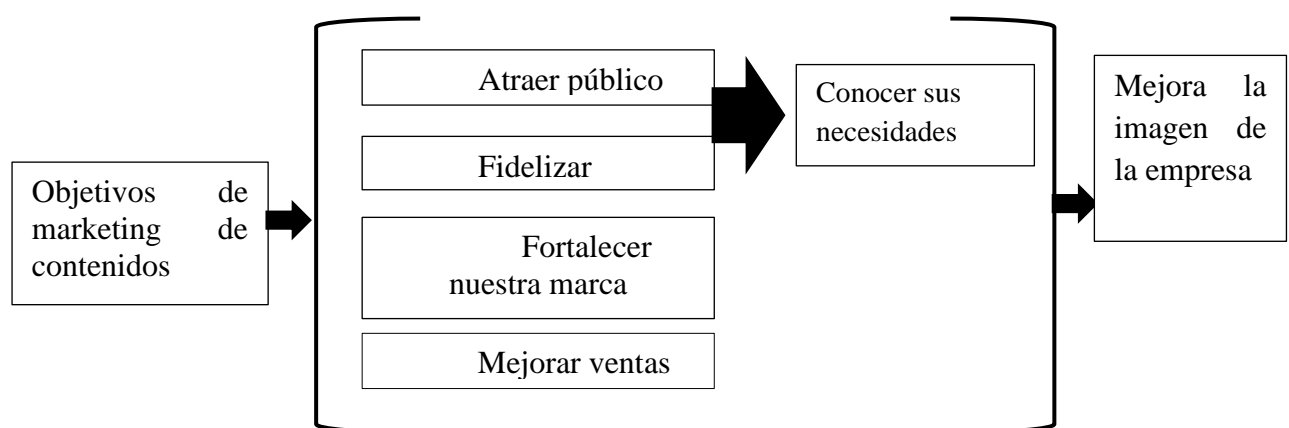 Objetivos de
marketing de
contenidos
Atraer público
Fidelizar
Fortalecer
nuestra marca
Mejorar ventas
Conocer sus
necesidades
Mejora la
imagen de
la empresa